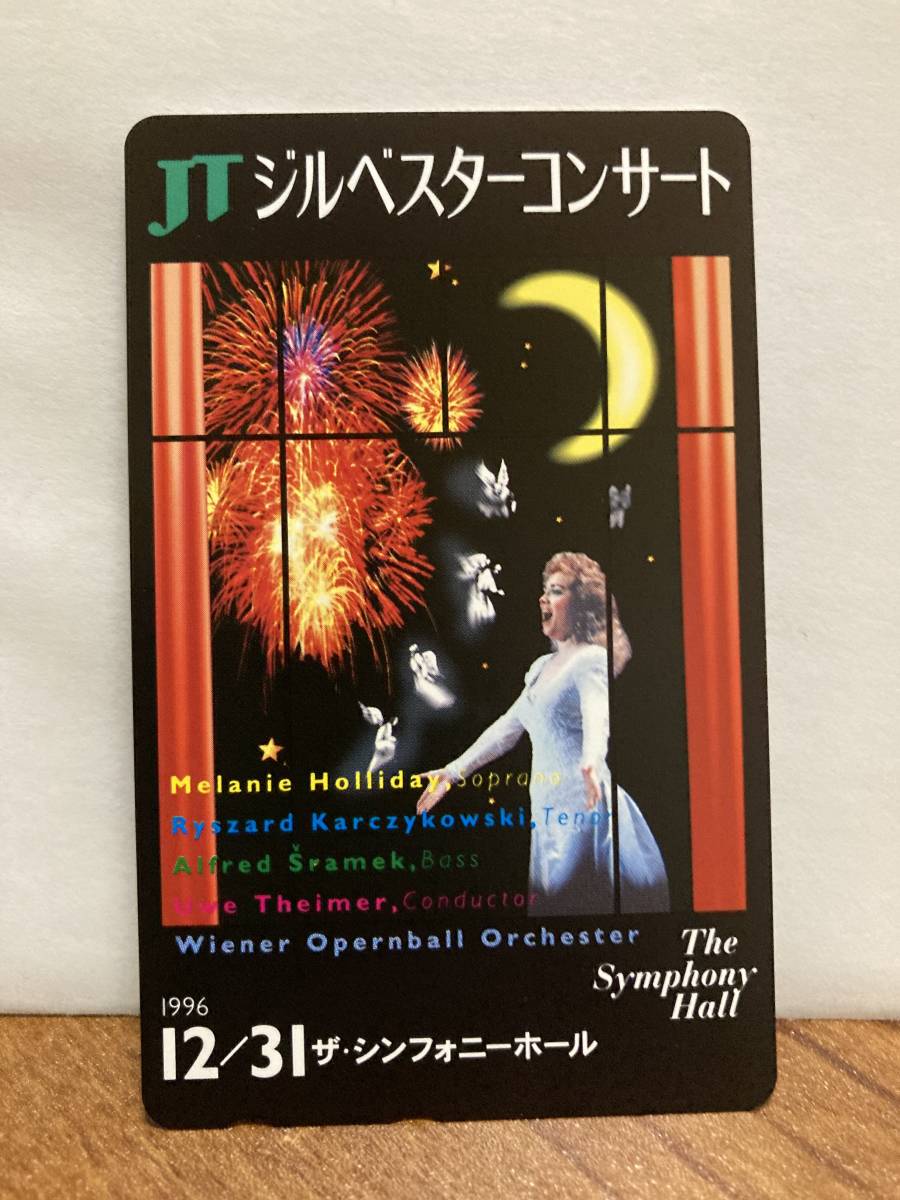 JTジルベスターコンサート
Melanie Holliday, Soprano
Ryszard Karczykowski, Tenor
Alfred Šramek, Bass
Uwe Theimer, Conductor
Wiener Opernball Orchester
The
Symphony
Hall
1996
12/31 ザ・シンフォニーホール